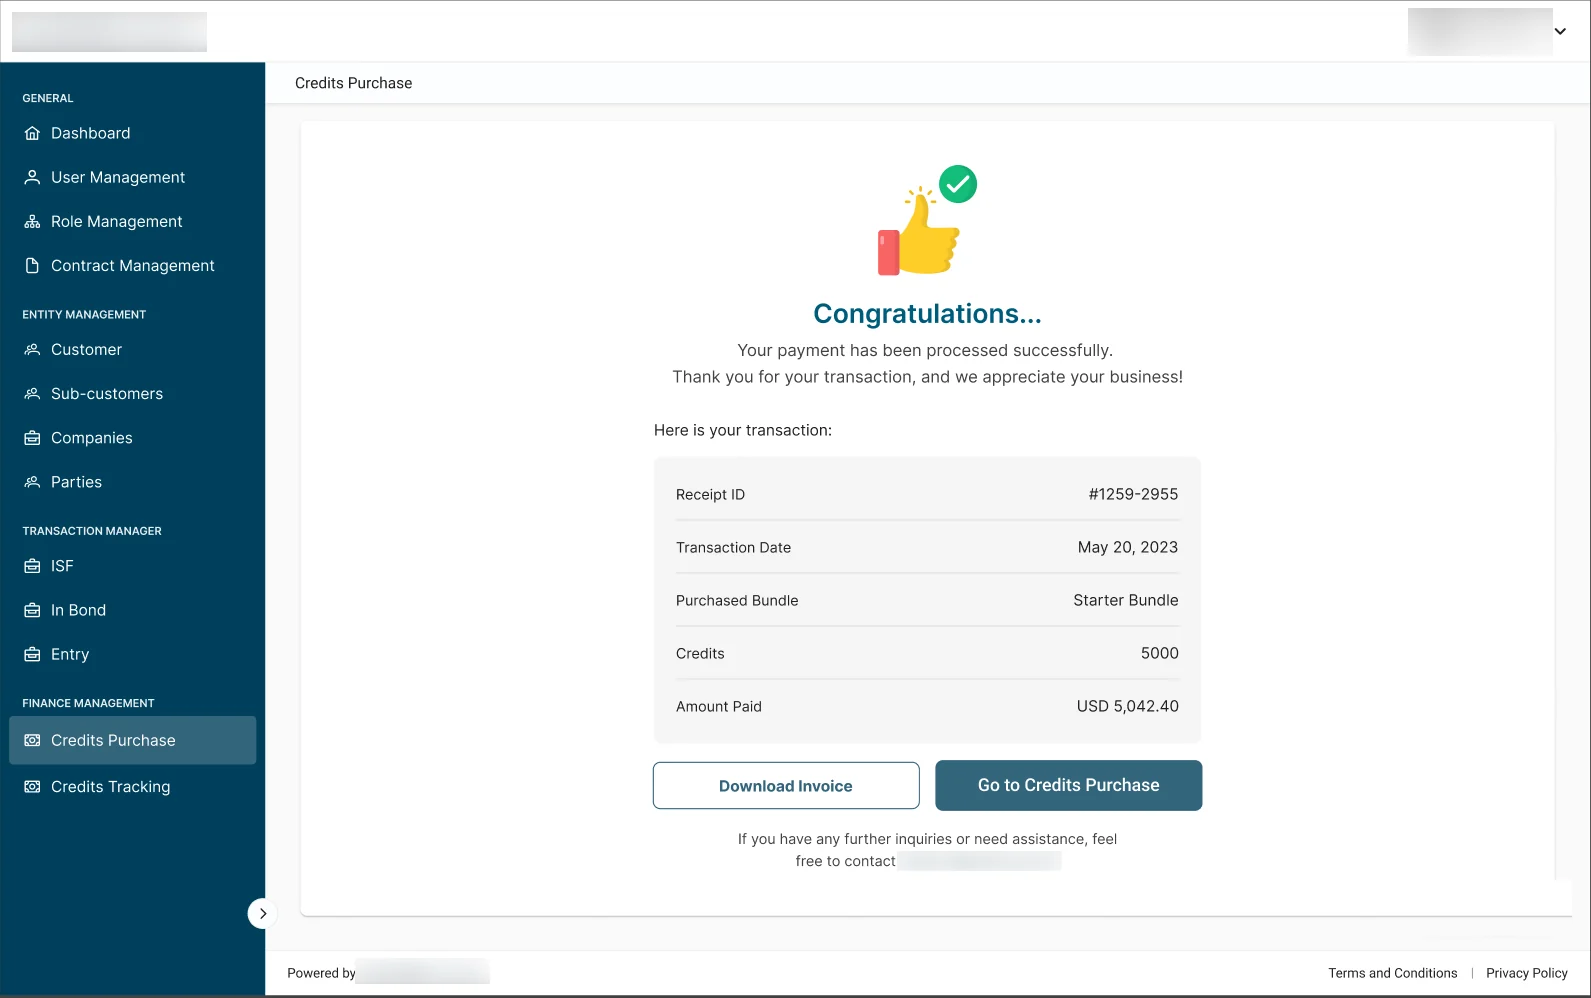 GENERAL
Dashboard
User Management
Role Management
Contract Management
ENTITY MANAGEMENT
Customer
Sub-customers
Companies
Parties
TRANSACTION MANAGER
ISF
In Bond
Entry
FINANCE MANAGEMENT
Credits Purchase
Credits Tracking
Credits Purchase
Congratulations...
Your payment has been processed successfully.
Thank you for your transaction, and we appreciate your business!
Here is your transaction:
Receipt ID #1259-2955
Transaction Date May 20, 2023
Purchased Bundle Starter Bundle
Credits 5000
Amount Paid USD 5,042.40
Download Invoice Go to Credits Purchase
If you have any further inquiries or need assistance, feel
free to contact
Powered by
Terms and Conditions | Privacy Policy